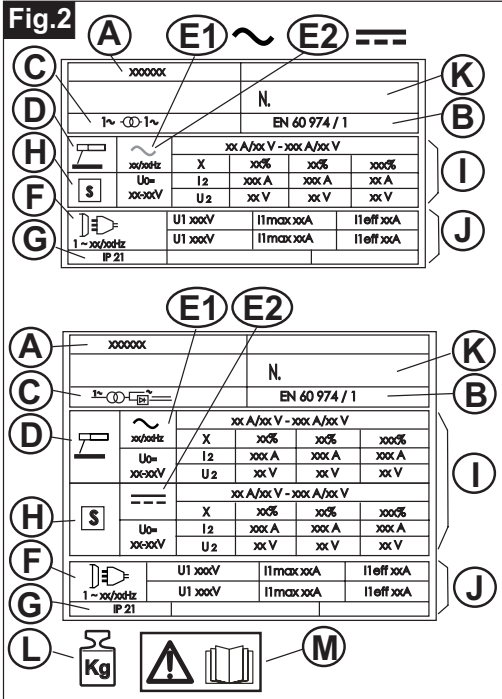 Fig.2
A E1 E2
C xxxxxx K
D N. B
1~ 1~ EN 60 974 / 1
H xx A/xx V - xxx A/xx V I
xx/xxHz X xx% xx% xxx%
S Uo= I2 xxx A xxx A xx A
F xx-xxV U2 xx V xx V xx V
U1 xxxV I1max xxA I1eff xxA J
G 1 ~ xx/xxHz U1 xxxV I1max xxA I1eff xxA
IP 21
E1 E2
A xxxxxx K
N.
C 1~ ~ EN 60 974 / 1 B
D xx A/xx V - xxx A/xx V I
xx/xxHz X xx% xx% xxx%
Uo= I2 xxx A xxx A xxx A
xx-xxV U2 xx V xx V xx V
H xx A/xx V - xxx A/xx V
S X xx% xx% xxx%
Uo= I2 xxx A xxx A xxx A
xx-xxV U2 xx V xx V xx V
F U1 xxxV I1max xxA I1eff xxA J
1 ~ xx/xxHz U1 xxxV I1max xxA I1eff xxA
G IP 21
L Kg M